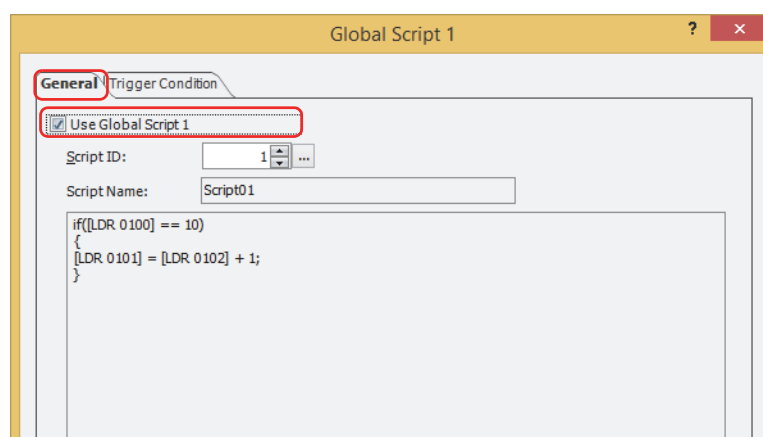 Global Script 1
? ×
General Trigger Condition
Use Global Script 1
Script ID: 1 ...
Script Name: Script01
if([LDR 0100] == 10)
{
[LDR 0101] = [LDR 0102] + 1;
}